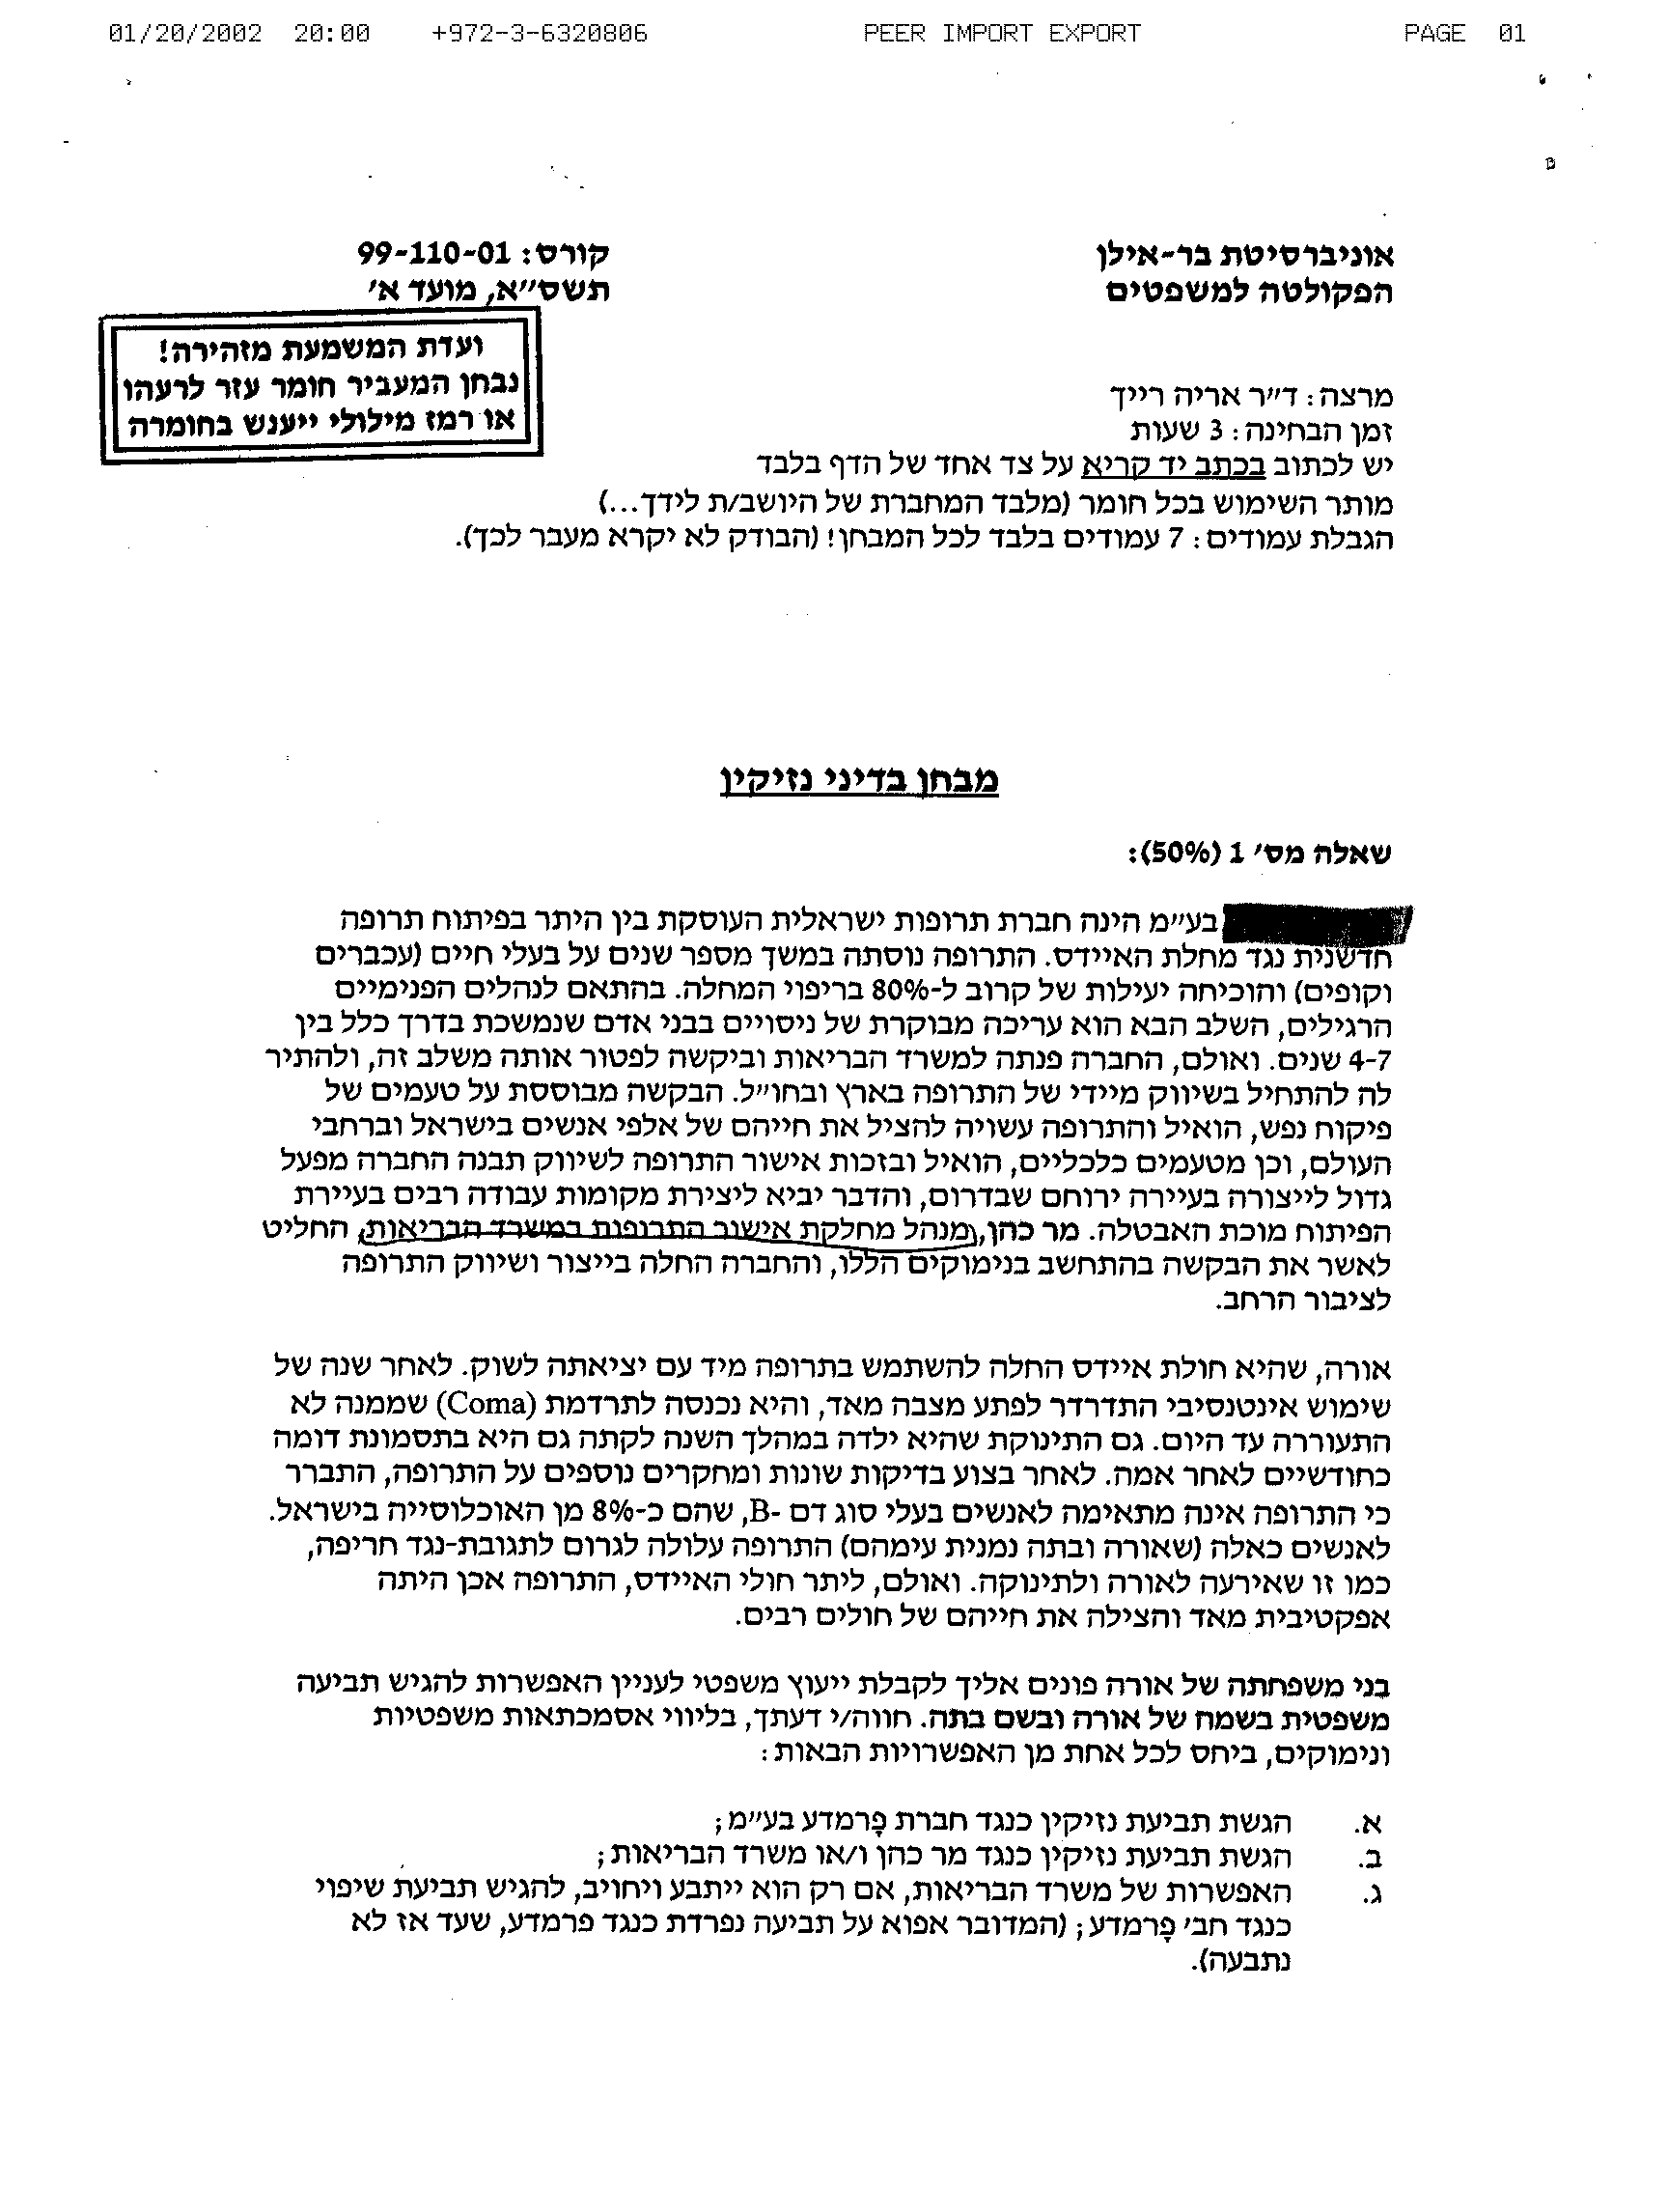 01/20/2002 20:00 +972-3-6320806 PEER IMPORT EXPORT PAGE 01
אוניברסיטת בר-אילן
הפקולטה למשפטים
קורס: 99-110-01
תשס״א, מועד א׳
ועדת המשמעת מזהירה!
נבחן המעביר חומר עזר לרעהו
או רמז מילולי ייענש בחומרה
מרצה: ד״ר אריה רייך
זמן הבחינה: 3 שעות
יש לכתוב בכתב יד קריא על צד אחד של הדף בלבד
מותר השימוש בכל חומר (מלבד המחברת של היושב/ת לידך...)
הגבלת עמודים: 7 עמודים בלבד לכל המבחן! (הבודק לא יקרא מעבר לכך).
מבחן בדיני נזיקין
שאלה מס׳ 1 (50%):
בע״מ הינה חברת תרופות ישראלית העוסקת בין היתר בפיתוח תרופה
חדשנית נגד מחלת האיידס. התרופה נוסתה במשך מספר שנים על בעלי חיים (עכברים
וקופים) והוכיחה יעילות של קרוב ל-80% בריפוי המחלה. בהתאם לנהלים הפנימיים
הרגילים, השלב הבא הוא עריכה מבוקרת של ניסויים בבני אדם שנמשכת בדרך כלל בין
4-7 שנים. ואולם, החברה פנתה למשרד הבריאות וביקשה לפטור אותה משלב זה, ולהתיר
לה להתחיל בשיווק מיידי של התרופה בארץ ובחו״ל. הבקשה מבוססת על טעמים של
פיקוח נפש, הואיל והתרופה עשויה להציל את חייהם של אלפי אנשים בישראל וברחבי
העולם, וכן מטעמים כלכליים, הואיל ובזכות אישור התרופה לשיווק תבנה החברה מפעל
גדול לייצורה בעיירה ירוחם שבדרום, והדבר יביא ליצירת מקומות עבודה רבים בעיירת
הפיתוח מוכת האבטלה. מר כהן, מנהל מחלקת אישור התרופות במשרד הבריאות, החליט
לאשר את הבקשה בהתחשב בנימוקים הללו, והחברה החלה בייצור ושיווק התרופה
לציבור הרחב.
אורה, שהיא חולת איידס החלה להשתמש בתרופה מיד עם יציאתה לשוק. לאחר שנה של
שימוש אינטנסיבי התדרדר לפתע מצבה מאד, והיא נכנסה לתרדמת (Coma) שממנה לא
התעוררה עד היום. גם התינוקת שהיא ילדה במהלך השנה לקתה גם היא בתסמונת דומה
כחודשיים לאחר אמה. לאחר בצוע בדיקות שונות ומחקרים נוספים על התרופה, התברר
כי התרופה אינה מתאימה לאנשים בעלי סוג דם B-, שהם כ-8% מן האוכלוסייה בישראל.
לאנשים כאלה (שאורה ובתה נמנית עימהם) התרופה עלולה לגרום לתגובת-נגד חריפה,
כמו זו שאירעה לאורה ולתינוקה. ואולם, ליתר חולי האיידס, התרופה אכן היתה
אפקטיבית מאד והצילה את חייהם של חולים רבים.
בני משפחתה של אורה פונים אליך לקבלת ייעוץ משפטי לעניין האפשרות להגיש תביעה
משפטית בשמה של אורה ובשם בתה. חווה/י דעתך, בליווי אסמכתאות משפטיות
ונימוקים, ביחס לכל אחת מן האפשרויות הבאות:
א. הגשת תביעת נזיקין כנגד חברת פָרמדע בע״מ;
ב. הגשת תביעת נזיקין כנגד מר כהן ו/או משרד הבריאות;
ג. האפשרות של משרד הבריאות, אם רק הוא ייתבע ויחויב, להגיש תביעת שיפוי
כנגד חב׳ פָרמדע; (המדובר אפוא על תביעה נפרדת כנגד פרמדע, שעד אז לא
נתבעה).